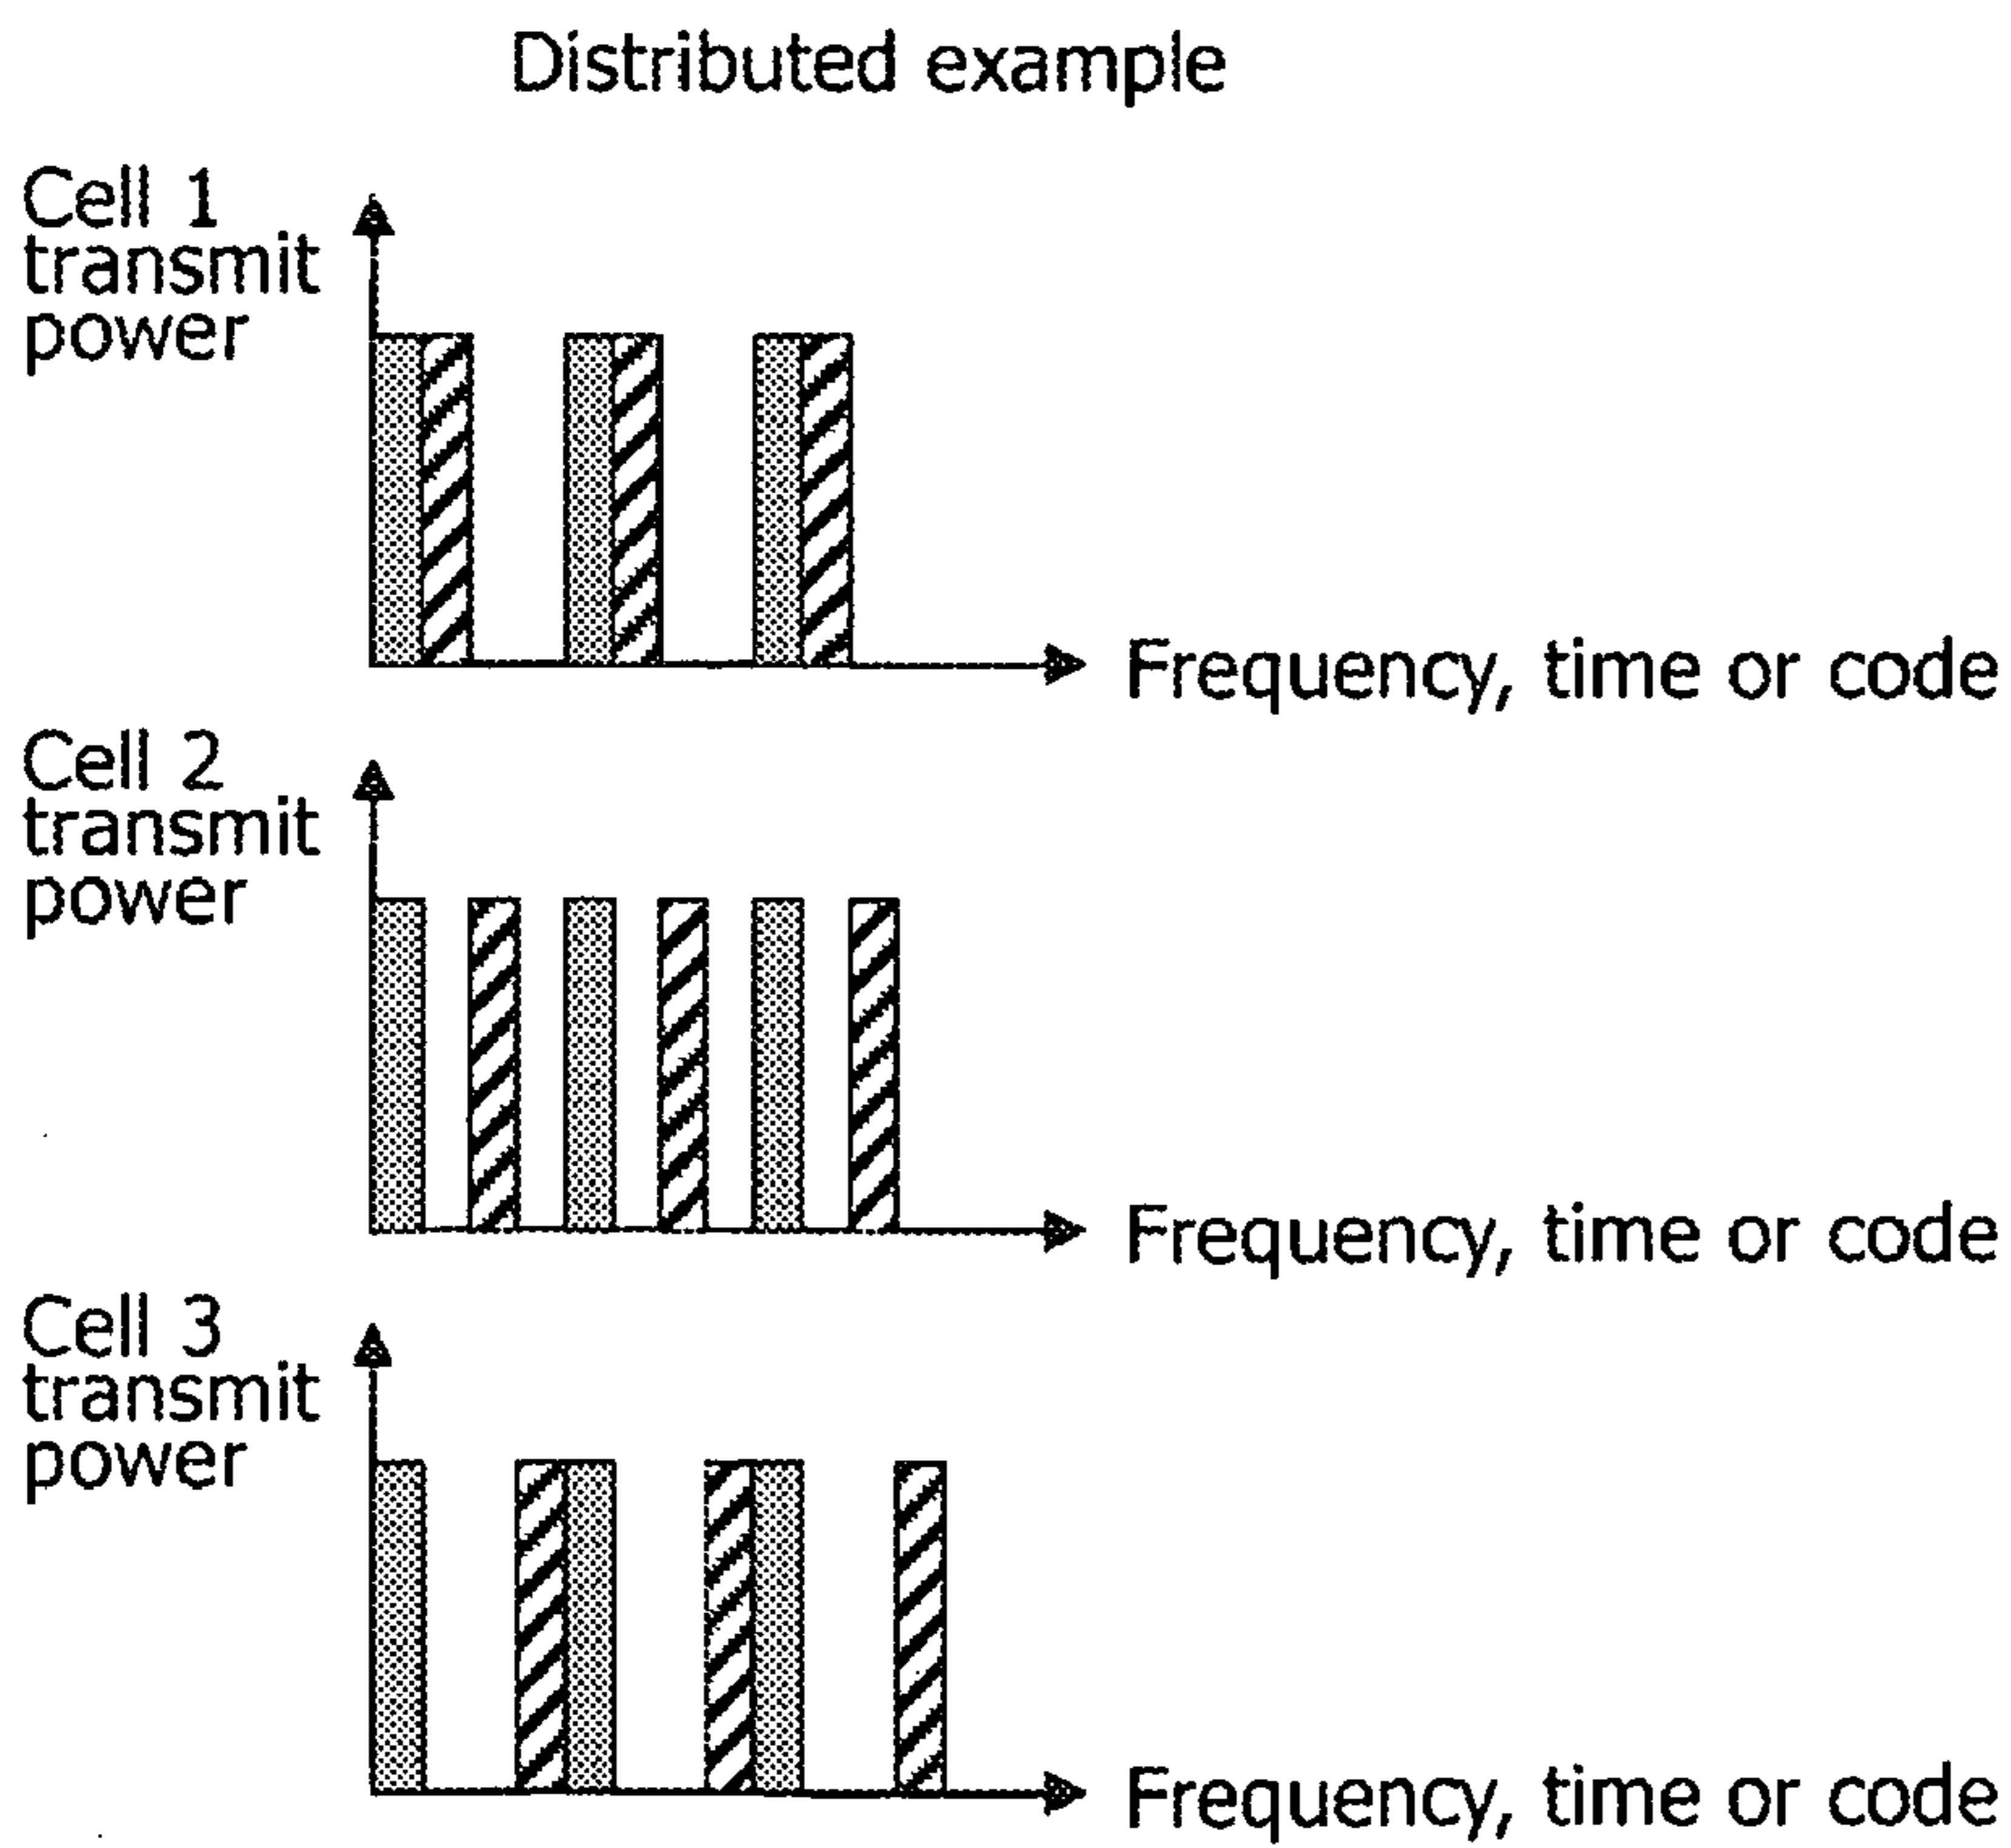 Distributed example
Cell 1
transmit
power
Frequency, time or code
Cell 2
transmit
power
Frequency, time or code
Cell 3
transmit
power
Frequency, time or code